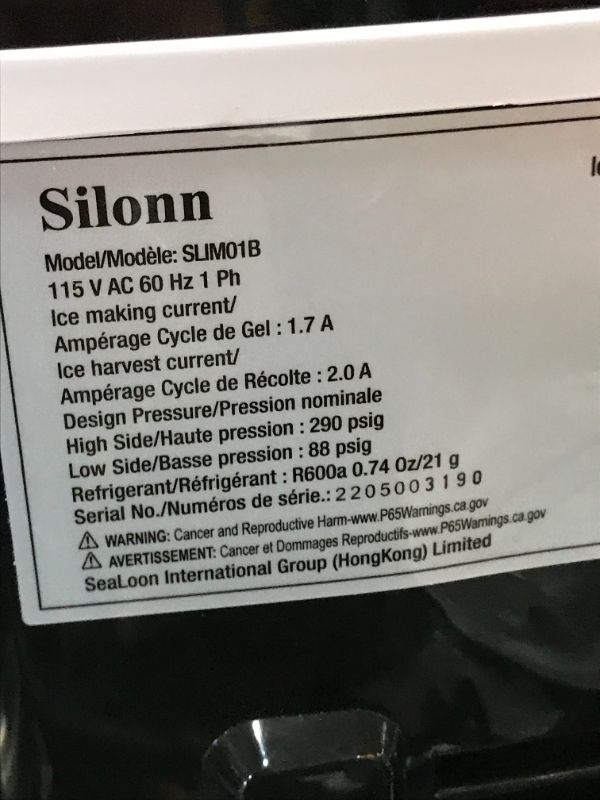 Silonn
Model/Modèle: SLIM01B
115 V AC 60 Hz 1 Ph
Ice making current/
Ampérage Cycle de Gel : 1.7 A
Ice harvest current/
Ampérage Cycle de Récolte : 2.0 A
Design Pressure/Pression nominale
High Side/Haute pression : 290 psig
Low Side/Basse pression : 88 psig
Refrigerant/Réfrigérant : R600a 0.74 Oz/21 g
Serial No./Numéros de série.: 2205003190
⚠ WARNING: Cancer and Reproductive Harm-www.P65Warnings.ca.gov
⚠ AVERTISSEMENT: Cancer et Dommages Reproductifs-www.P65Warnings.ca.gov
SeaLoon International Group (HongKong) Limited